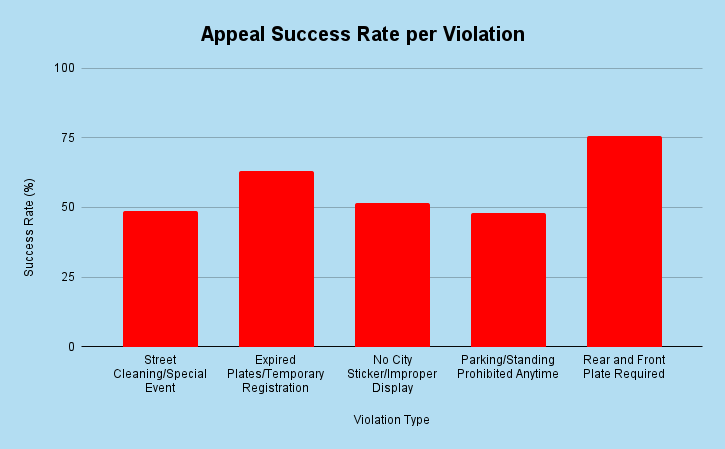 Appeal Success Rate per Violation
Success Rate (%)
100
75
50
25
0
Street
Cleaning/Special
Event
Expired
Plates/Temporary
Registration
No City
Sticker/Improper
Display
Parking/Standing
Prohibited Anytime
Rear and Front
Plate Required
Violation Type